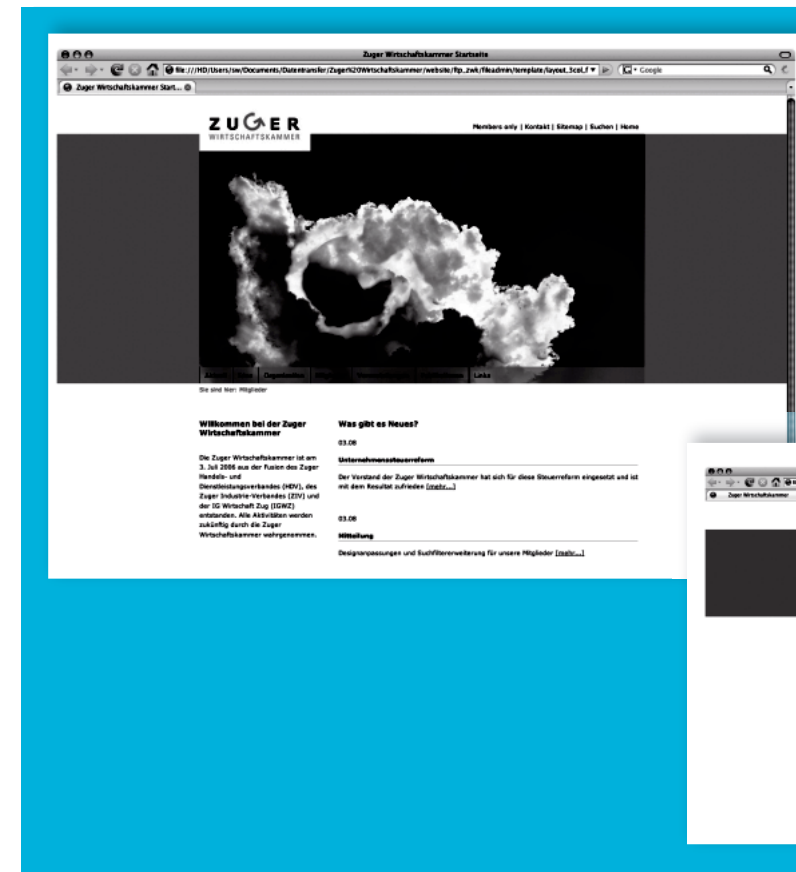 Zuger Wirtschaftskammer Startseite
file:///HD/Users/sw/Documents/Datentransfer/Zuger%20Wirtschaftskammer/website/ftp_zwk/fileadmin/template/layout_3col_f
Google
Zuger Wirtschaftskammer Start...
ZUGER
WIRTSCHAFTSKAMMER
Members only | Kontakt | Sitemap | Suchen | Home
Links
Sie sind hier: Mitglieder
Willkommen bei der Zuger
Wirtschaftskammer
Die Zuger Wirtschaftskammer ist am
3. Juli 2006 aus der Fusion des Zuger
Handels- und
Dienstleistungsverbandes (HDV), des
Zuger Industrie-Verbandes (ZIV) und
der IG Wirtschaft Zug (IGWZ)
entstanden. Alle Aktivitäten werden
zukünftig durch die Zuger
Wirtschaftskammer wahrgenommen.
Was gibt es Neues?
03.08
Unternehmenssteuerreform
Der Vorstand der Zuger Wirtschaftskammer hat sich für diese Steuerreform eingesetzt und ist
mit dem Resultat zufrieden [mehr...]
03.08
Mitteilung
Designanpassungen und Suchfiltererweiterung für unsere Mitglieder [mehr...]
Zuger Wirtschaftskammer